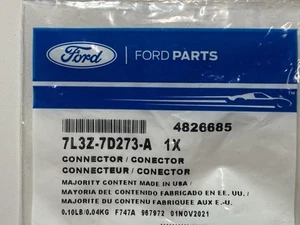 Ford
FORD PARTS
4826685
7L3Z-7D273-A 1X
CONNECTOR / CONECTOR
CONNECTEUR / CONECTOR
MAJORITY CONTENT MADE IN USA /
MAYORIA DEL CONTENIDO FABRICADO EN EE. UU. /
MAJORITE DU CONTENU FABRIQUEE AUX E.-U.
0.10LB/0.04KG F747A 967972 01NOV2021